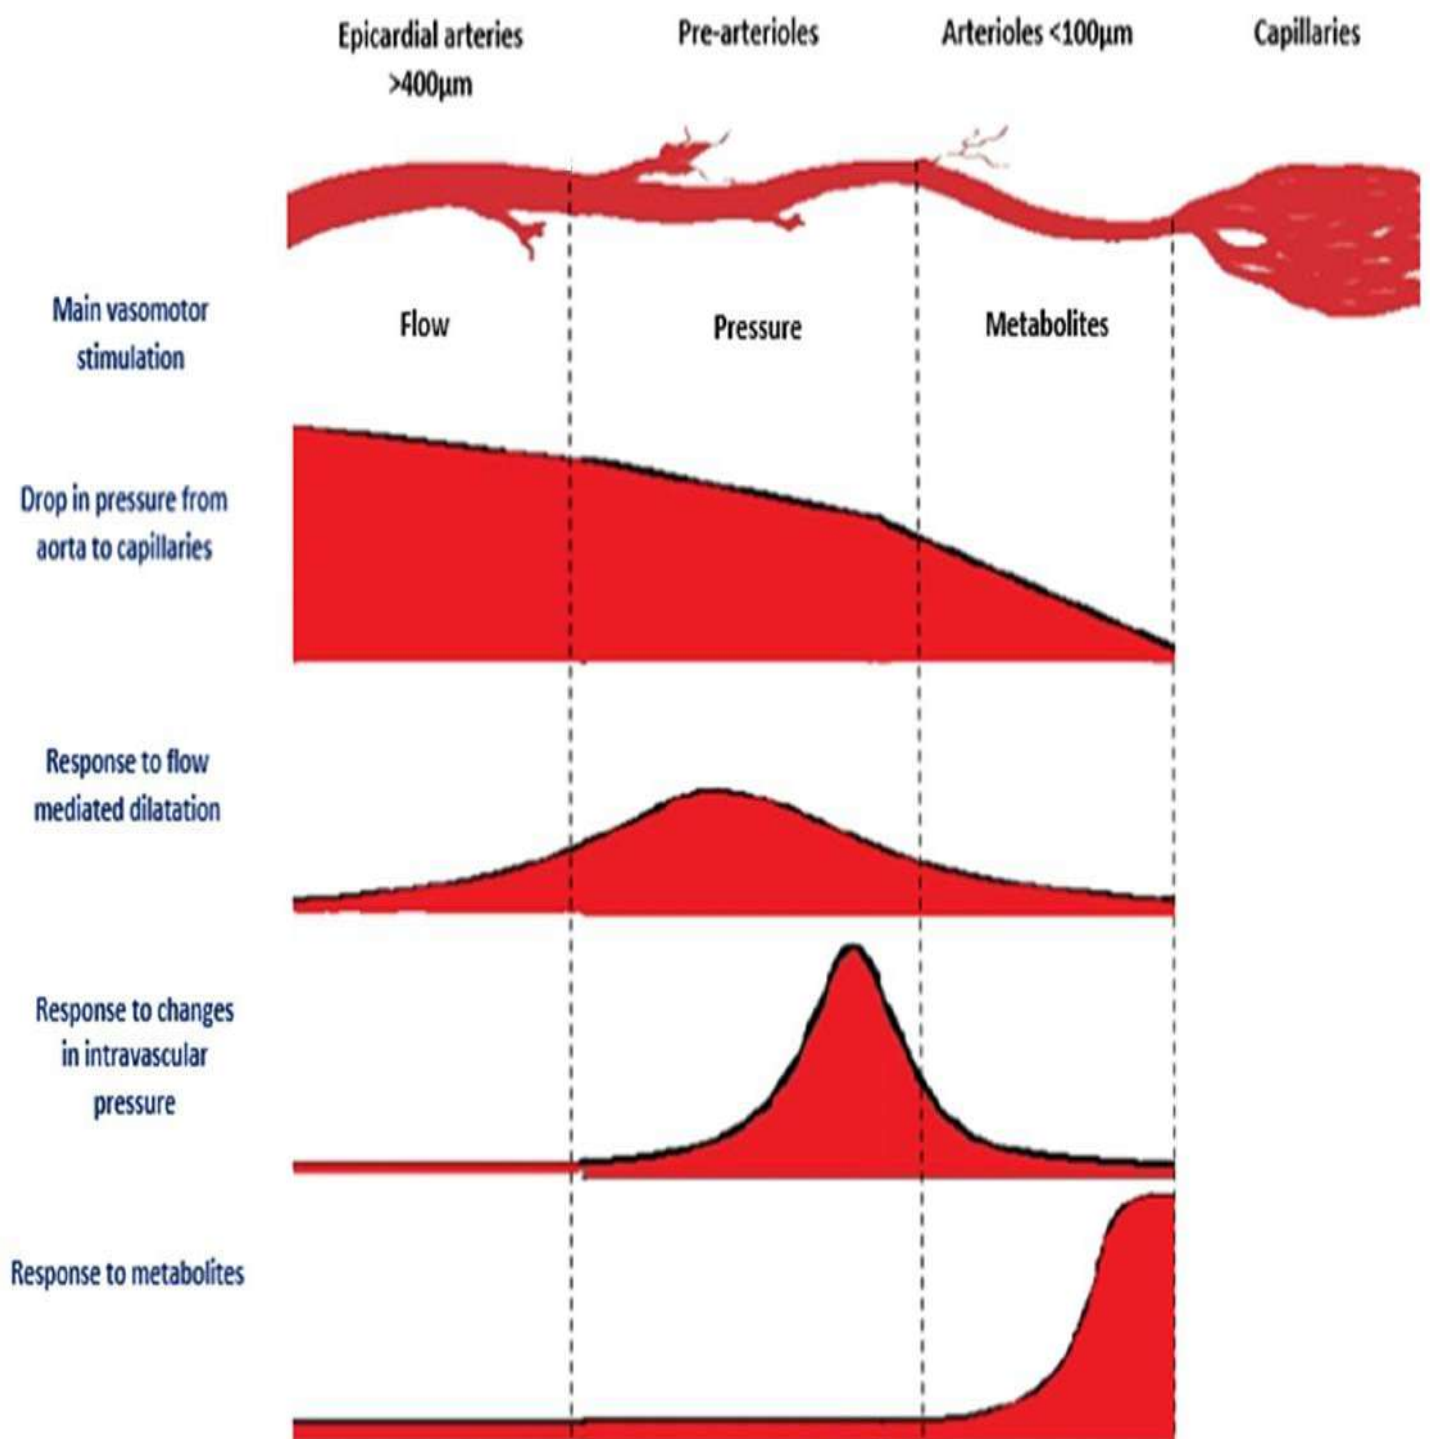 Epicardial arteries
>400µm
Pre-arterioles
Arterioles <100µm
Capillaries
Main vasomotor
stimulation
Flow
Pressure
Metabolites
Drop in pressure from
aorta to capillaries
Response to flow
mediated dilatation
Response to changes
in intravascular
pressure
Response to metabolites